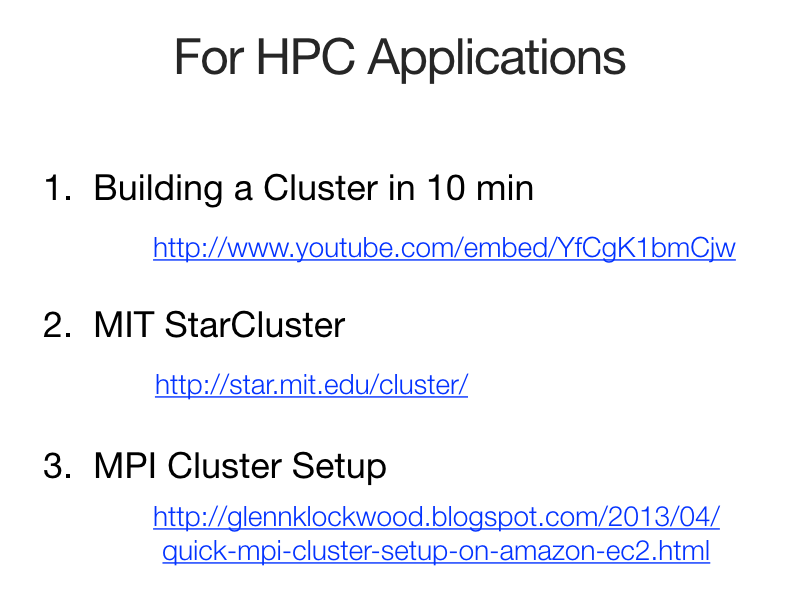 For HPC Applications
1. Building a Cluster in 10 min
http://www.youtube.com/embed/YfCgK1bmCjw
2. MIT StarCluster
http://star.mit.edu/cluster/
3. MPI Cluster Setup
http://glennklockwood.blogspot.com/2013/04/
quick-mpi-cluster-setup-on-amazon-ec2.html